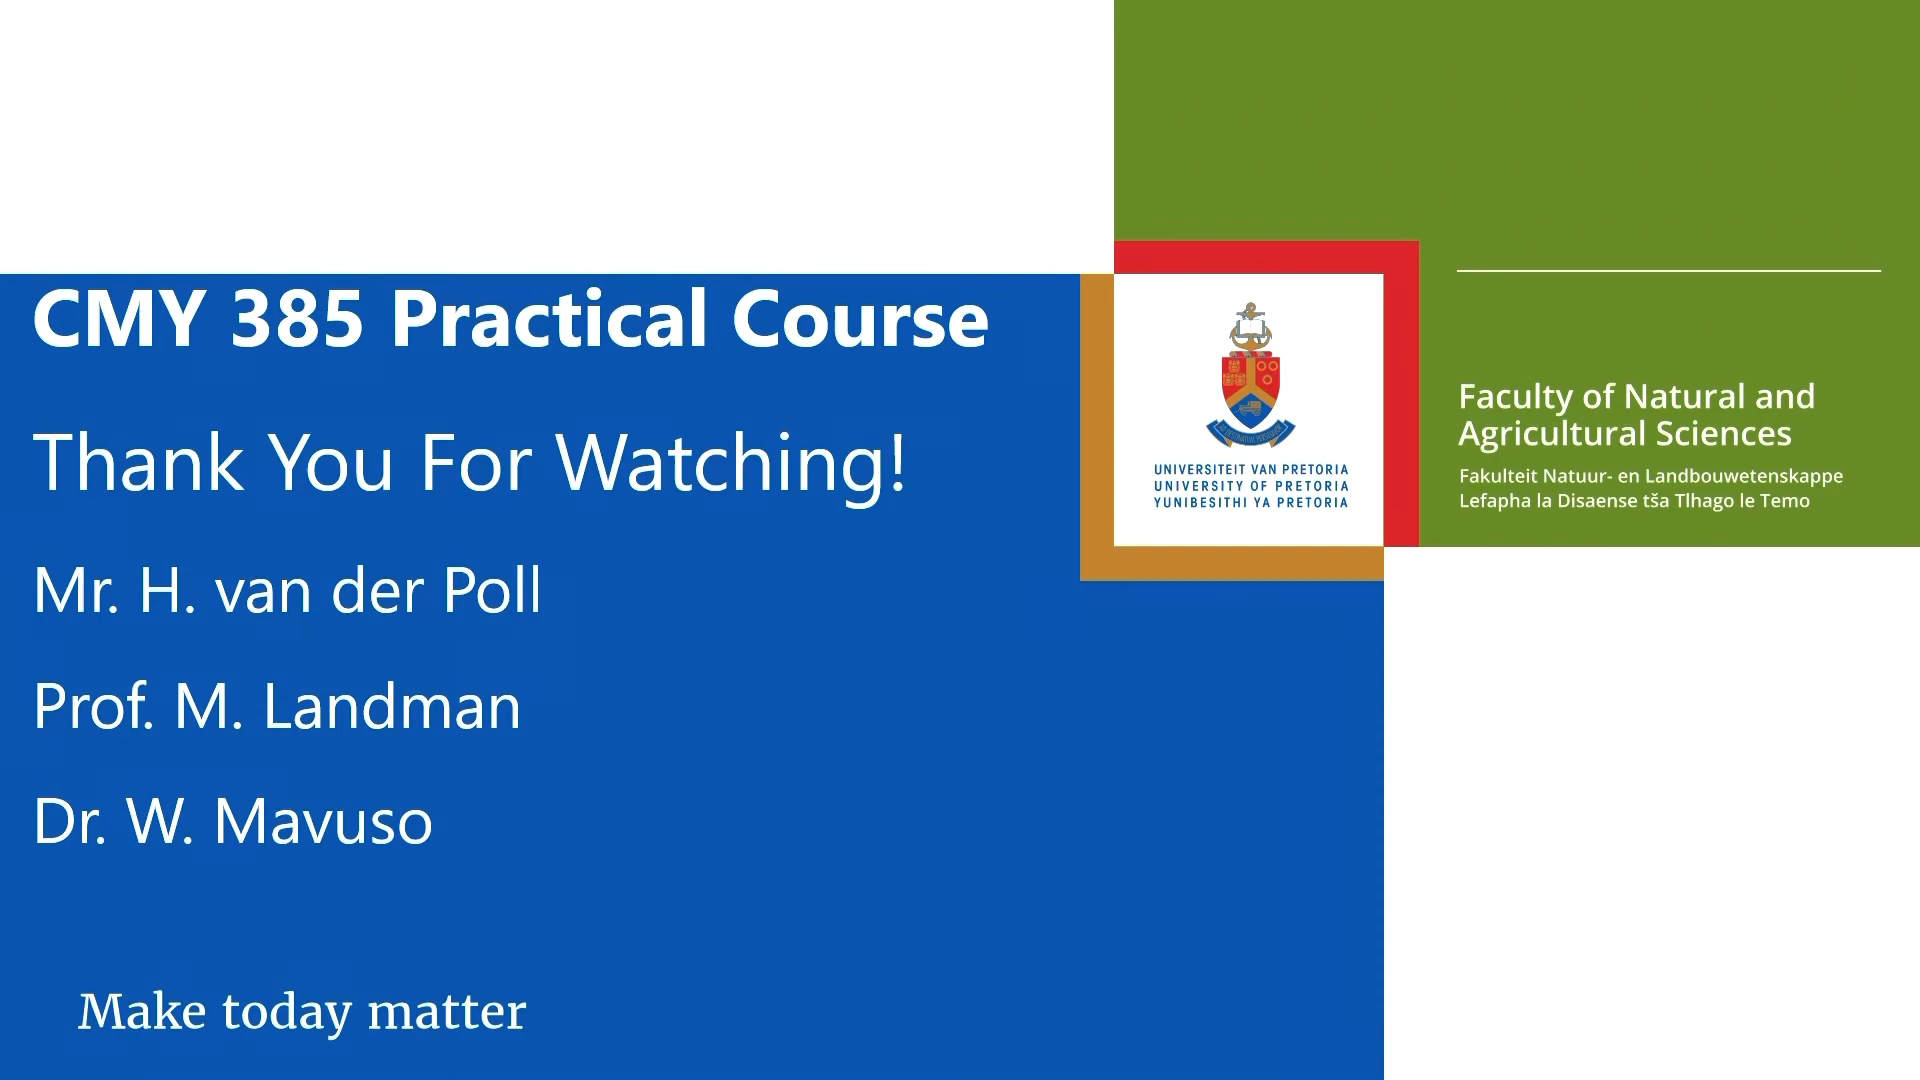 CMY 385 Practical Course
Thank You For Watching!
Mr. H. van der Poll
Prof. M. Landman
Dr. W. Mavuso
Make today matter
UNIVERSITEIT VAN PRETORIA
UNIVERSITY OF PRETORIA
YUNIBESITHI YA PRETORIA
Faculty of Natural and
Agricultural Sciences
Fakulteit Natuur- en Landbouwetenskappe
Lefapha la Disaense tša Tlhago le Temo